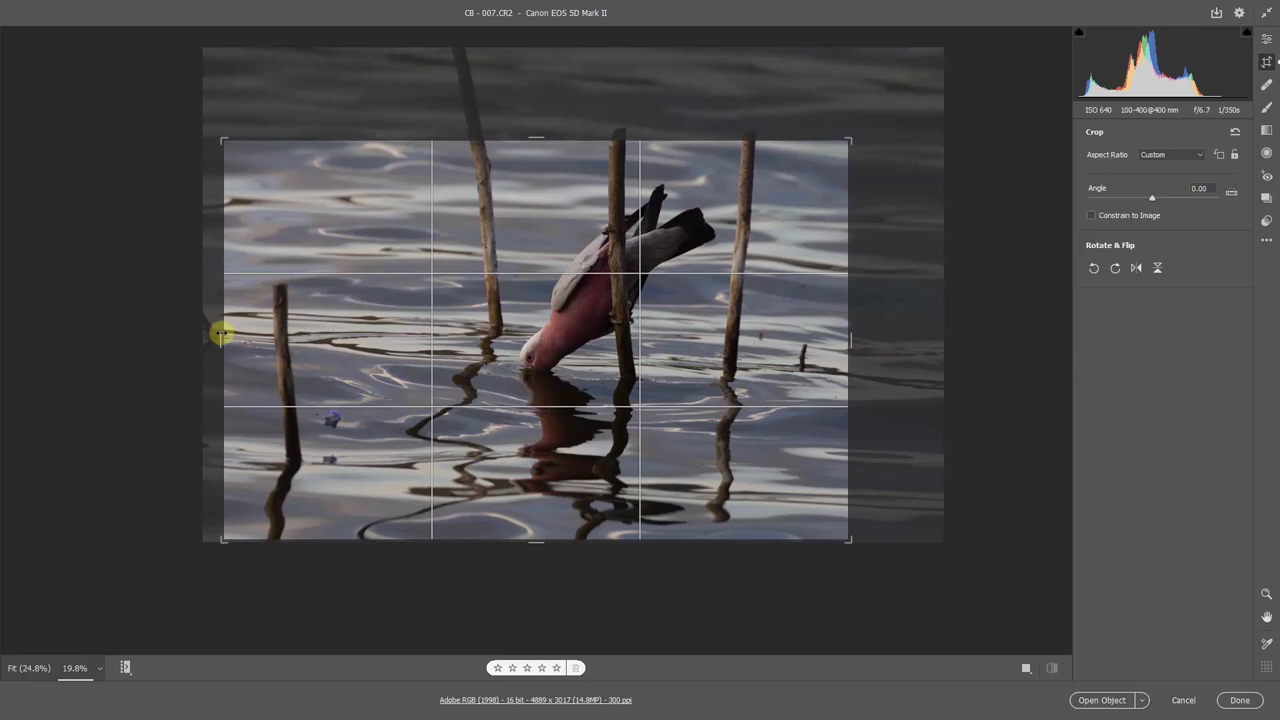 CB - 007.CR2 - Canon EOS 5D Mark II
ISO 640 100-400@400 mm f/6.7 1/350s
Crop
Aspect Ratio Custom
Angle 0.00
Constrain to Image
Rotate & Flip
Fit (24.8%) 19.8%
Adobe RGB (1998) - 16 bit - 4889 x 3017 (14.8MP) - 300 ppi
Open Object Cancel Done